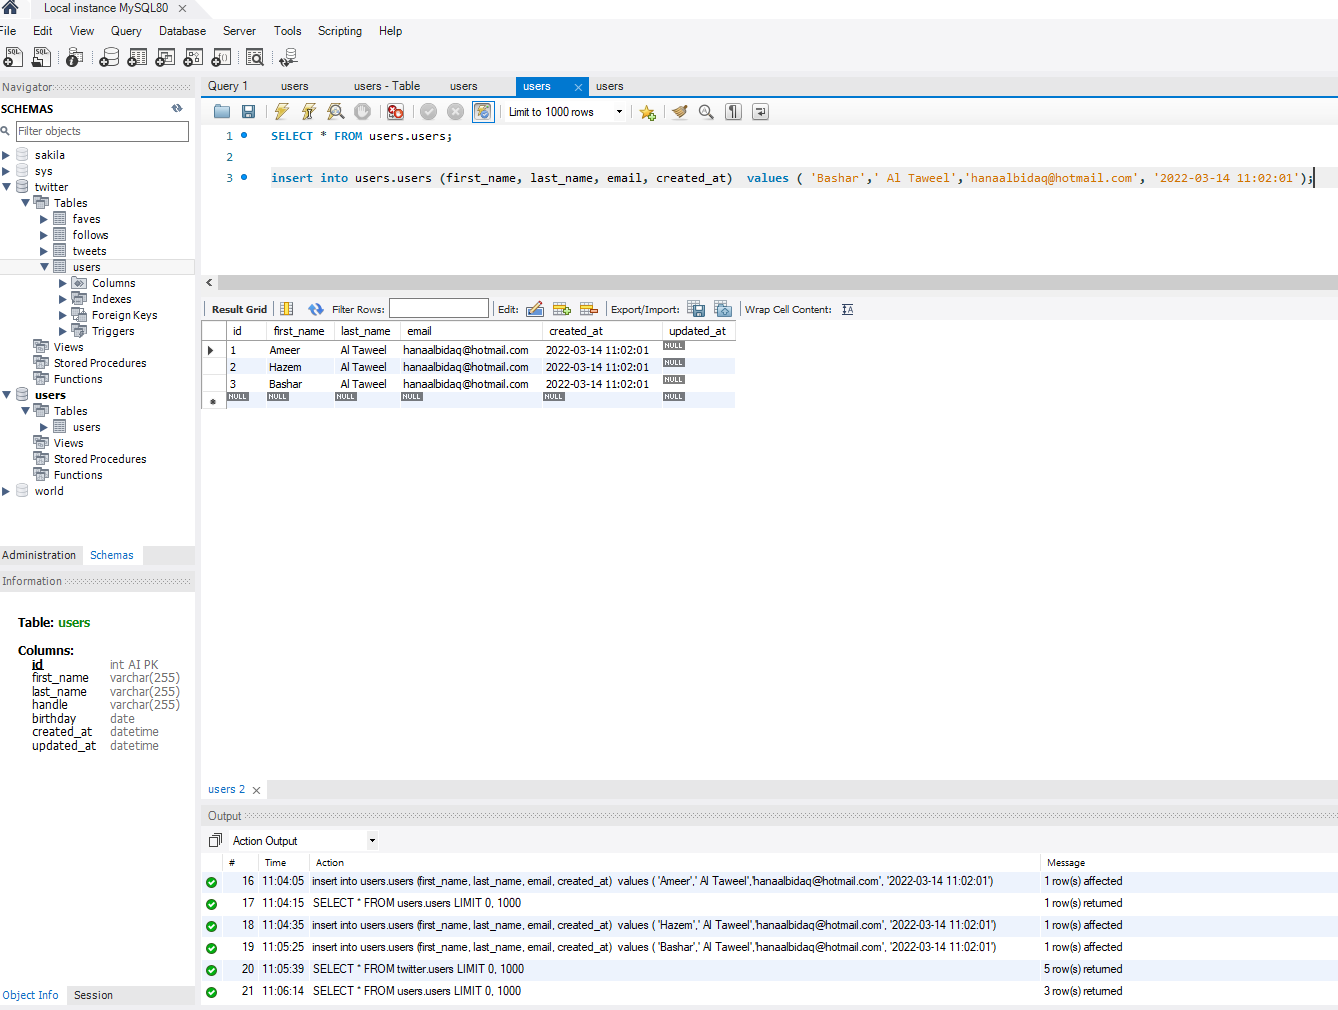 Local instance MySQL80
File Edit View Query Database Server Tools Scripting Help
Navigator
SCHEMAS
Filter objects
sakila
sys
twitter
Tables
faves
follows
tweets
users
Columns
Indexes
Foreign Keys
Triggers
Views
Stored Procedures
Functions
users
Tables
users
Views
Stored Procedures
Functions
world
Administration Schemas
Information
Table: users
Columns:
id int AI PK
first_name varchar(255)
last_name varchar(255)
handle varchar(255)
birthday date
created_at datetime
updated_at datetime
Object Info Session
Query 1 users users - Table users users users
Limit to 1000 rows
1 SELECT * FROM users.users;
2
3 insert into users.users (first_name, last_name, email, created_at)  values ( 'Bashar',' Al Taweel','hanaalbidaq@hotmail.com', '2022-03-14 11:02:01');
Result Grid Filter Rows: Edit: Export/Import: Wrap Cell Content:
id first_name last_name email created_at updated_at
1 Ameer Al Taweel hanaalbidaq@hotmail.com 2022-03-14 11:02:01 NULL
2 Hazem Al Taweel hanaalbidaq@hotmail.com 2022-03-14 11:02:01 NULL
3 Bashar Al Taweel hanaalbidaq@hotmail.com 2022-03-14 11:02:01 NULL
NULL NULL NULL NULL NULL NULL
users 2
Output
Action Output
# Time Action Message
16 11:04:05 insert into users.users (first_name, last_name, email, created_at)  values ( 'Ameer',' Al Taweel','hanaalbidaq@hotmail.com', '2022-03-14 11:02:01') 1 row(s) affected
17 11:04:15 SELECT * FROM users.users LIMIT 0, 1000 1 row(s) returned
18 11:04:35 insert into users.users (first_name, last_name, email, created_at)  values ( 'Hazem',' Al Taweel','hanaalbidaq@hotmail.com', '2022-03-14 11:02:01') 1 row(s) affected
19 11:05:25 insert into users.users (first_name, last_name, email, created_at)  values ( 'Bashar',' Al Taweel','hanaalbidaq@hotmail.com', '2022-03-14 11:02:01') 1 row(s) affected
20 11:05:39 SELECT * FROM twitter.users LIMIT 0, 1000 5 row(s) returned
21 11:06:14 SELECT * FROM users.users LIMIT 0, 1000 3 row(s) returned